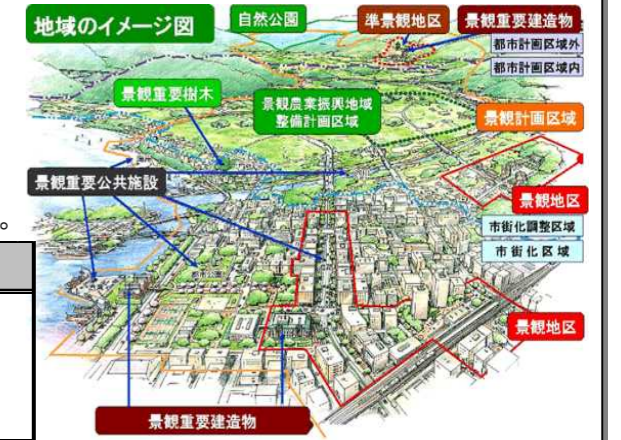 地域のイメージ図
自然公園
準景観地区
景観重要建造物
都市計画区域外
都市計画区域内
景観重要樹木
景観農業振興地域
整備計画区域
景観計画区域
景観重要公共施設
景観地区
。
市街化調整区域
市街化区域
都市公園
景観地区
景観重要建造物